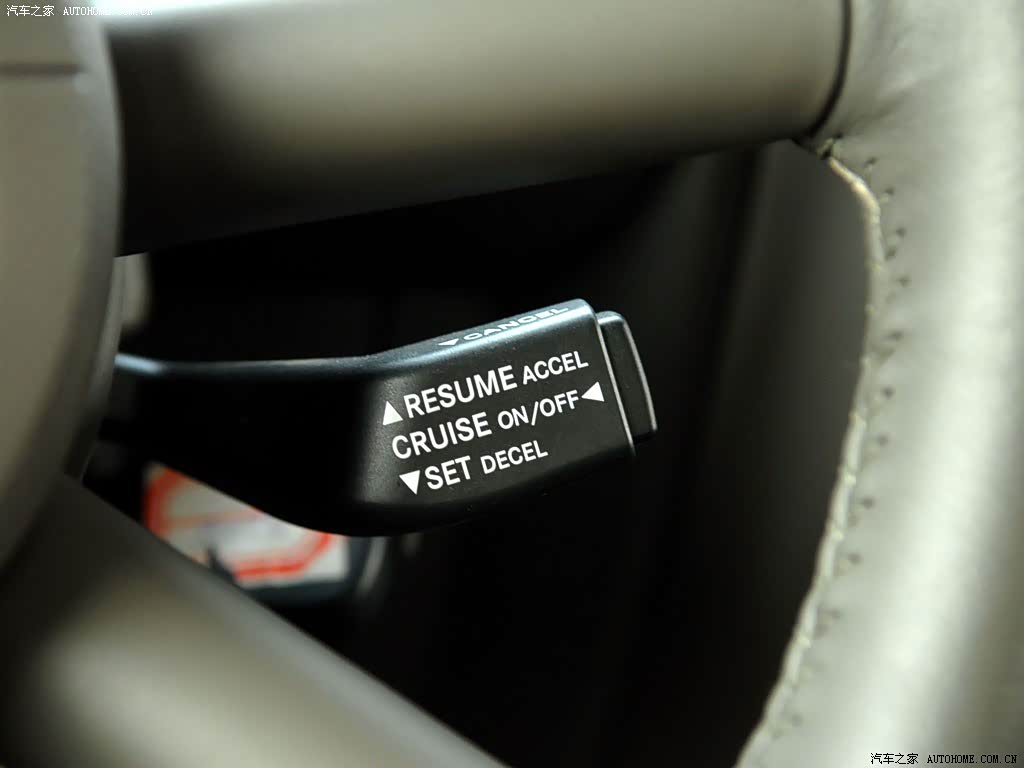 汽车之家 AUTOHOME.COM.CN
▼CANCEL
▲RESUME ACCEL
CRUISE ON/OFF◀
▼SET DECEL
汽车之家 AUTOHOME.COM.CN